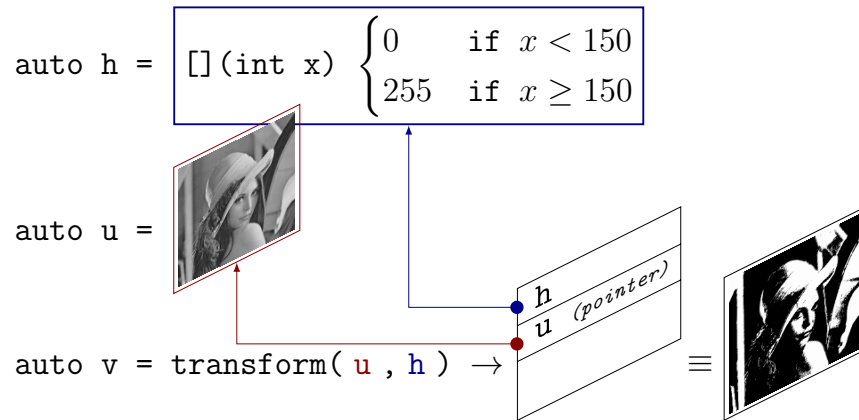 auto h = [](int x) { 0 if x < 150
255 if x ≥ 150
auto u =
h
u (pointer)
auto v = transform( u , h ) → ≡